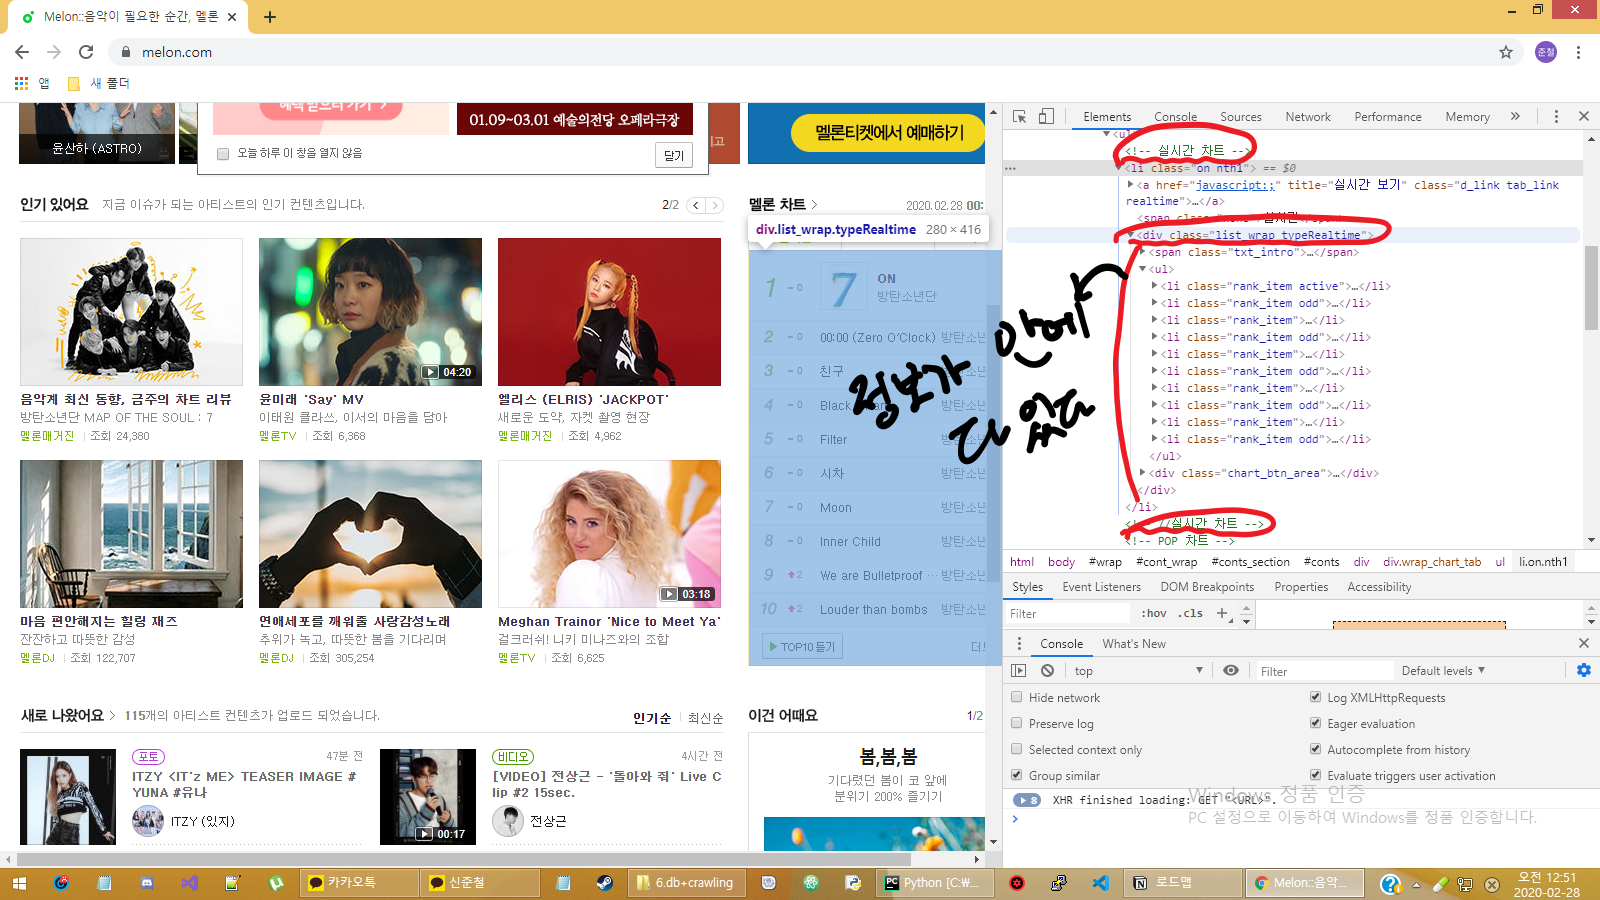 Melon::음악이 필요한 순간, 멜론
melon.com
준철
앱
새 폴더
윤산하 (ASTRO)
혜택 받으러 가기 >
오늘 하루 이 창을 열지 않음
닫기
01.09~03.01 예술의전당 오페라극장
멜론티켓에서 예매하기
인기 있어요 지금 이슈가 되는 아티스트의 인기 컨텐츠입니다.
2/2
음악계 최신 동향, 금주의 차트 리뷰
방탄소년단 MAP OF THE SOUL : 7
멜론매거진 조회 24,380
04:20
윤미래 'Say' MV
이태원 클라쓰, 이서의 마음을 담아
멜론TV 조회 6,368
엘리스 (ELRIS) 'JACKPOT'
새로운 도약, 자켓 촬영 현장
멜론매거진 조회 4,962
마음 편안해지는 힐링 재즈
잔잔하고 따뜻한 감성
멜론DJ 조회 122,707
연애세포를 깨워줄 사랑감성노래
추위가 녹고, 따뜻한 봄을 기다리며
멜론DJ 조회 305,254
03:18
Meghan Trainor 'Nice to Meet Ya'
걸크러쉬! 니키 미나즈와의 조합
멜론TV 조회 6,625
새로 나왔어요 > 115개의 아티스트 컨텐츠가 업로드 되었습니다.
인기순 최신순
포토 47분 전
ITZY <IT'z ME> TEASER IMAGE #
YUNA #유나
ITZY (있지)
00:17
비디오 4시간 전
[VIDEO] 전상근 - '돌아와 줘' Live C
lip #2 15sec.
전상근
멜론 차트 >
2020.02.28 00:
div.list_wrap.typeRealtime 280 × 416
1 - 0 7 ON
방탄소년단
2 - 0 00:00 (Zero O'Clock) 방탄소년
3 - 0 친구
4 - 0 Black
5 - 0 Filter 방탄소년
6 - 0 시차 방탄소년
7 - 0 Moon 방탄소년
8 - 0 Inner Child 방탄소년
9 2 We are Bulletproof ... 방탄소년
10 2 Louder than bombs 방탄소년
TOP10 듣기
이 안에
정보가
다 있다
이건 어때요
1/2
봄,봄,봄
기다렸던 봄이 코 앞에
분위기 200% 즐기기
Elements Console Sources Network Performance Memory »
<ul
<!-- 실시간 차트 -->
<li class="on nth1"> == $0
<a href="javascript:;" title="실시간 보기" class="d_link tab_link
realtime">…</a>
<span class= 실시간</span>
<div class="list_wrap typeRealtime">
<span class="txt_intro">…</span>
<ul>
<li class="rank_item active">…</li>
<li class="rank_item odd">…</li>
<li class="rank_item">…</li>
<li class="rank_item odd">…</li>
<li class="rank_item">…</li>
<li class="rank_item odd">…</li>
<li class="rank_item">…</li>
<li class="rank_item odd">…</li>
<li class="rank_item">…</li>
<li class="rank_item odd">…</li>
</ul>
<div class="chart_btn_area">…</div>
</div>
</li>
<!-- //실시간 차트 -->
<!-- POP 차트 -->
html body #wrap #cont_wrap #conts_section #conts div div.wrap_chart_tab ul li.on.nth1
Styles Event Listeners DOM Breakpoints Properties Accessibility
Filter :hov .cls +
Console What's New
top Filter Default levels
Hide network Log XMLHttpRequests
Preserve log Eager evaluation
Selected context only Autocomplete from history
Group similar Evaluate triggers user activation
8 XHR finished loading: GET "<URL>".
Windows 정품 인증
PC 설정으로 이동하여 Windows를 정품 인증합니다.
카카오톡
신준철
6.db+crawling
Python [C:₩...
로드맵
Melon::음악...
오전 12:51
2020-02-28